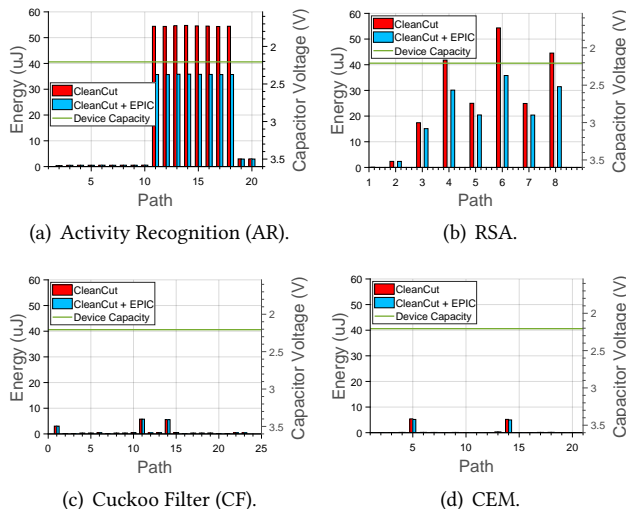 60
50
40
30
20
10
0
Energy (uJ)
CleanCut
CleanCut + EPIC
Device Capacity
2
2.5
3
3.5
Capacitor Voltage (V)
5 10 15 20
Path
(a) Activity Recognition (AR).
60
50
40
30
20
10
0
Energy (uJ)
CleanCut
CleanCut + EPIC
Device Capacity
2
2.5
3
3.5
Capacitor Voltage (V)
1 2 3 4 5 6 7 8
Path
(b) RSA.
60
50
40
30
20
10
0
Energy (uJ)
CleanCut
CleanCut + EPIC
Device Capacity
2
2.5
3
3.5
Capacitor Voltage (V)
5 10 15 20 25
Path
(c) Cuckoo Filter (CF).
60
50
40
30
20
10
0
Energy (uJ)
CleanCut
CleanCut + EPIC
Device Capacity
2
2.5
3
3.5
Capacitor Voltage (V)
5 10 15 20
Path
(d) CEM.